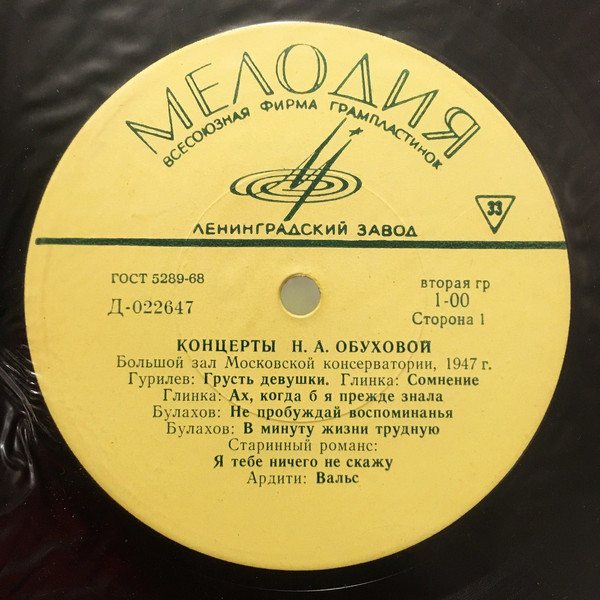 МЕЛОДИЯ
ВСЕСОЮЗНАЯ ФИРМА ГРАМПЛАСТИНОК
ЛЕНИНГРАДСКИЙ ЗАВОД
33
ГОСТ 5289-68
Д-022647
вторая гр
1-00
Сторона 1
КОНЦЕРТЫ Н. А. ОБУХОВОЙ
Большой зал Московской консерватории, 1947 г.
Гурилев: Грусть девушки. Глинка: Сомнение
Глинка: Ах, когда б я прежде знала
Булахов: Не пробуждай воспоминанья
Булахов: В минуту жизни трудную
Старинный романс:
Я тебе ничего не скажу
Ардити: Вальс